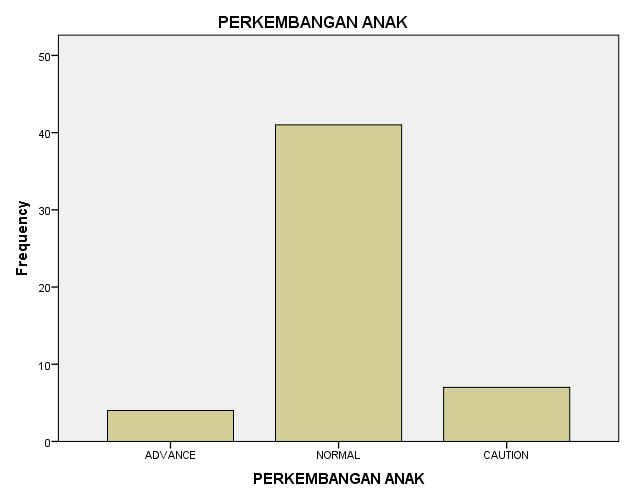 PERKEMBANGAN ANAK
50
40
30
20
10
0
Frequency
ADVANCE
NORMAL
CAUTION
PERKEMBANGAN ANAK